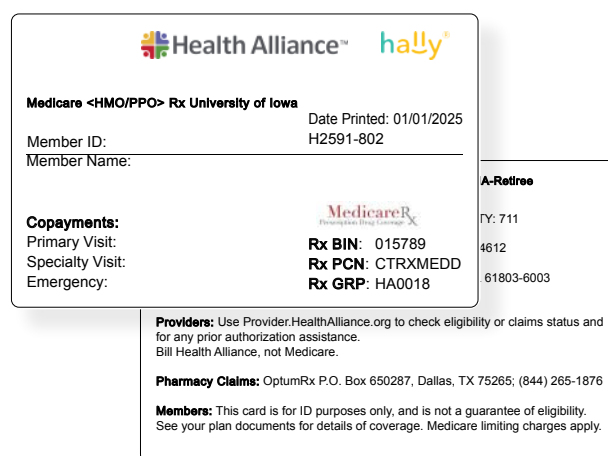 Health Alliance™ hally®
Medicare <HMO/PPO> Rx University of Iowa
Date Printed: 01/01/2025
Member ID: H2591-802
Member Name:
Copayments:
Primary Visit:
Specialty Visit:
Emergency:
MedicareRx
Prescription Drug Coverage
Rx BIN: 015789
Rx PCN: CTRXMEDD
Rx GRP: HA0018
A-Retiree
TY: 711
4612
61803-6003
Providers: Use Provider.HealthAlliance.org to check eligibility or claims status and
for any prior authorization assistance.
Bill Health Alliance, not Medicare.
Pharmacy Claims: OptumRx P.O. Box 650287, Dallas, TX 75265; (844) 265-1876
Members: This card is for ID purposes only, and is not a guarantee of eligibility.
See your plan documents for details of coverage. Medicare limiting charges apply.